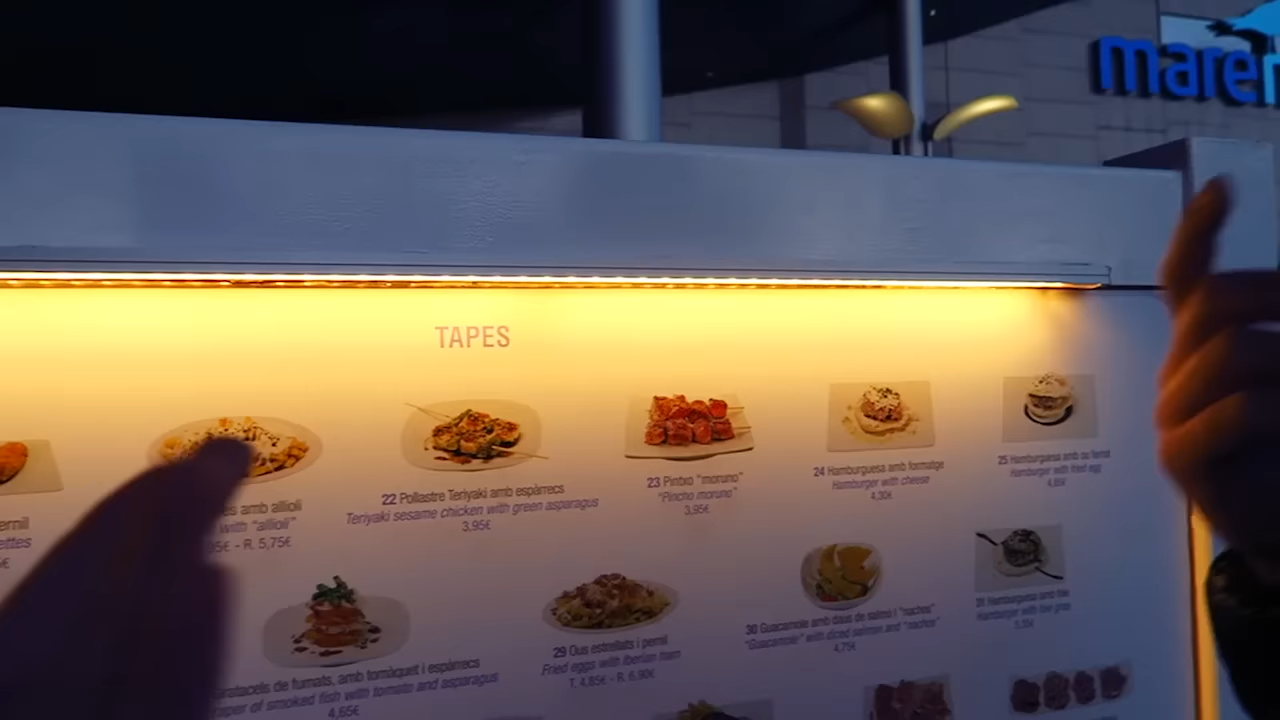 mare
TAPES
ernil
ettes
es amb allioli
with "allioli"
5€ - R. 5,75€
22 Pollastre Teriyaki amb espàrrecs
Teriyaki sesame chicken with green asparagus
3,95€
23 Pintxo "moruno"
"Pincho moruno"
3,95€
24 Hamburguesa amb formatge
Hamburger with cheese
4,30€
25 Hamburguesa amb ou ferrat
Hamburger with fried egg
4,65€
de fumats, amb tomàquet i espàrrecs
of smoked fish with tomato and asparagus
4,65€
29 Ous estrellats i pernil
Fried eggs with Iberian ham
T. 4,85€ - R. 6,90€
30 Guacamole amb daus de salmó i "nachos"
"Guacamole" with diced salmon and "nachos"
4,75€
31 Hamburguesa amb foie
Hamburger with foie gras